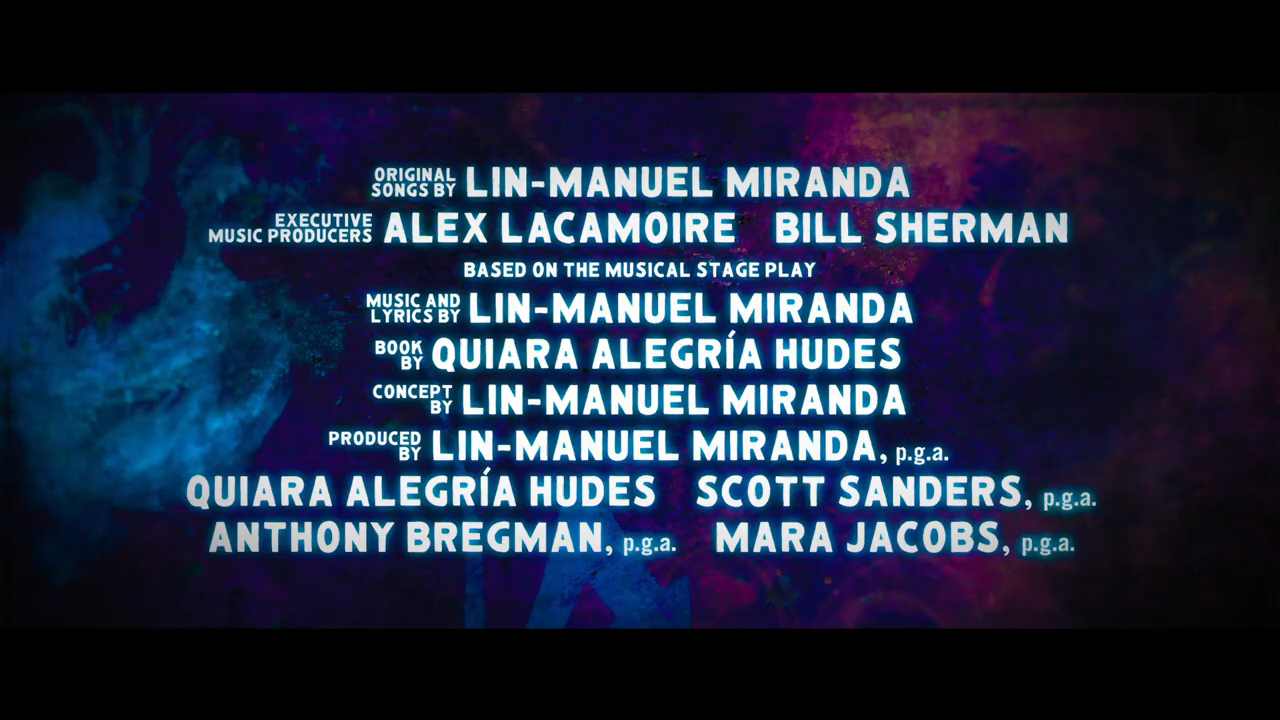 ORIGINAL SONGS BY LIN-MANUEL MIRANDA
EXECUTIVE MUSIC PRODUCERS ALEX LACAMOIRE BILL SHERMAN
BASED ON THE MUSICAL STAGE PLAY
MUSIC AND LYRICS BY LIN-MANUEL MIRANDA
BOOK BY QUIARA ALEGRÍA HUDES
CONCEPT BY LIN-MANUEL MIRANDA
PRODUCED BY LIN-MANUEL MIRANDA, p.g.a.
QUIARA ALEGRÍA HUDES SCOTT SANDERS, p.g.a.
ANTHONY BREGMAN, p.g.a. MARA JACOBS, p.g.a.